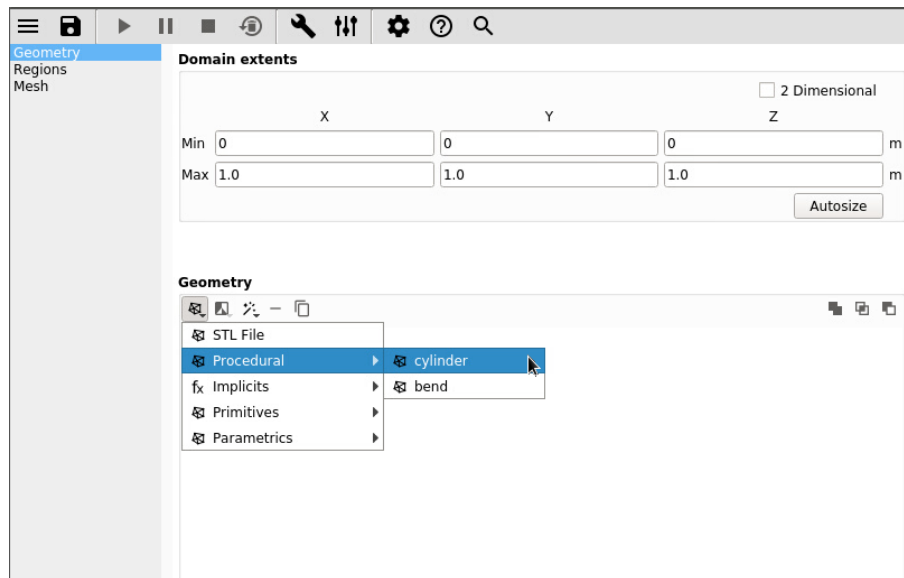 Geometry
Regions
Mesh
Domain extents
2 Dimensional
X Y Z
Min 0 0 0 m
Max 1.0 1.0 1.0 m
Autosize
Geometry
STL File
Procedural
cylinder
Implicits
bend
Primitives
Parametrics